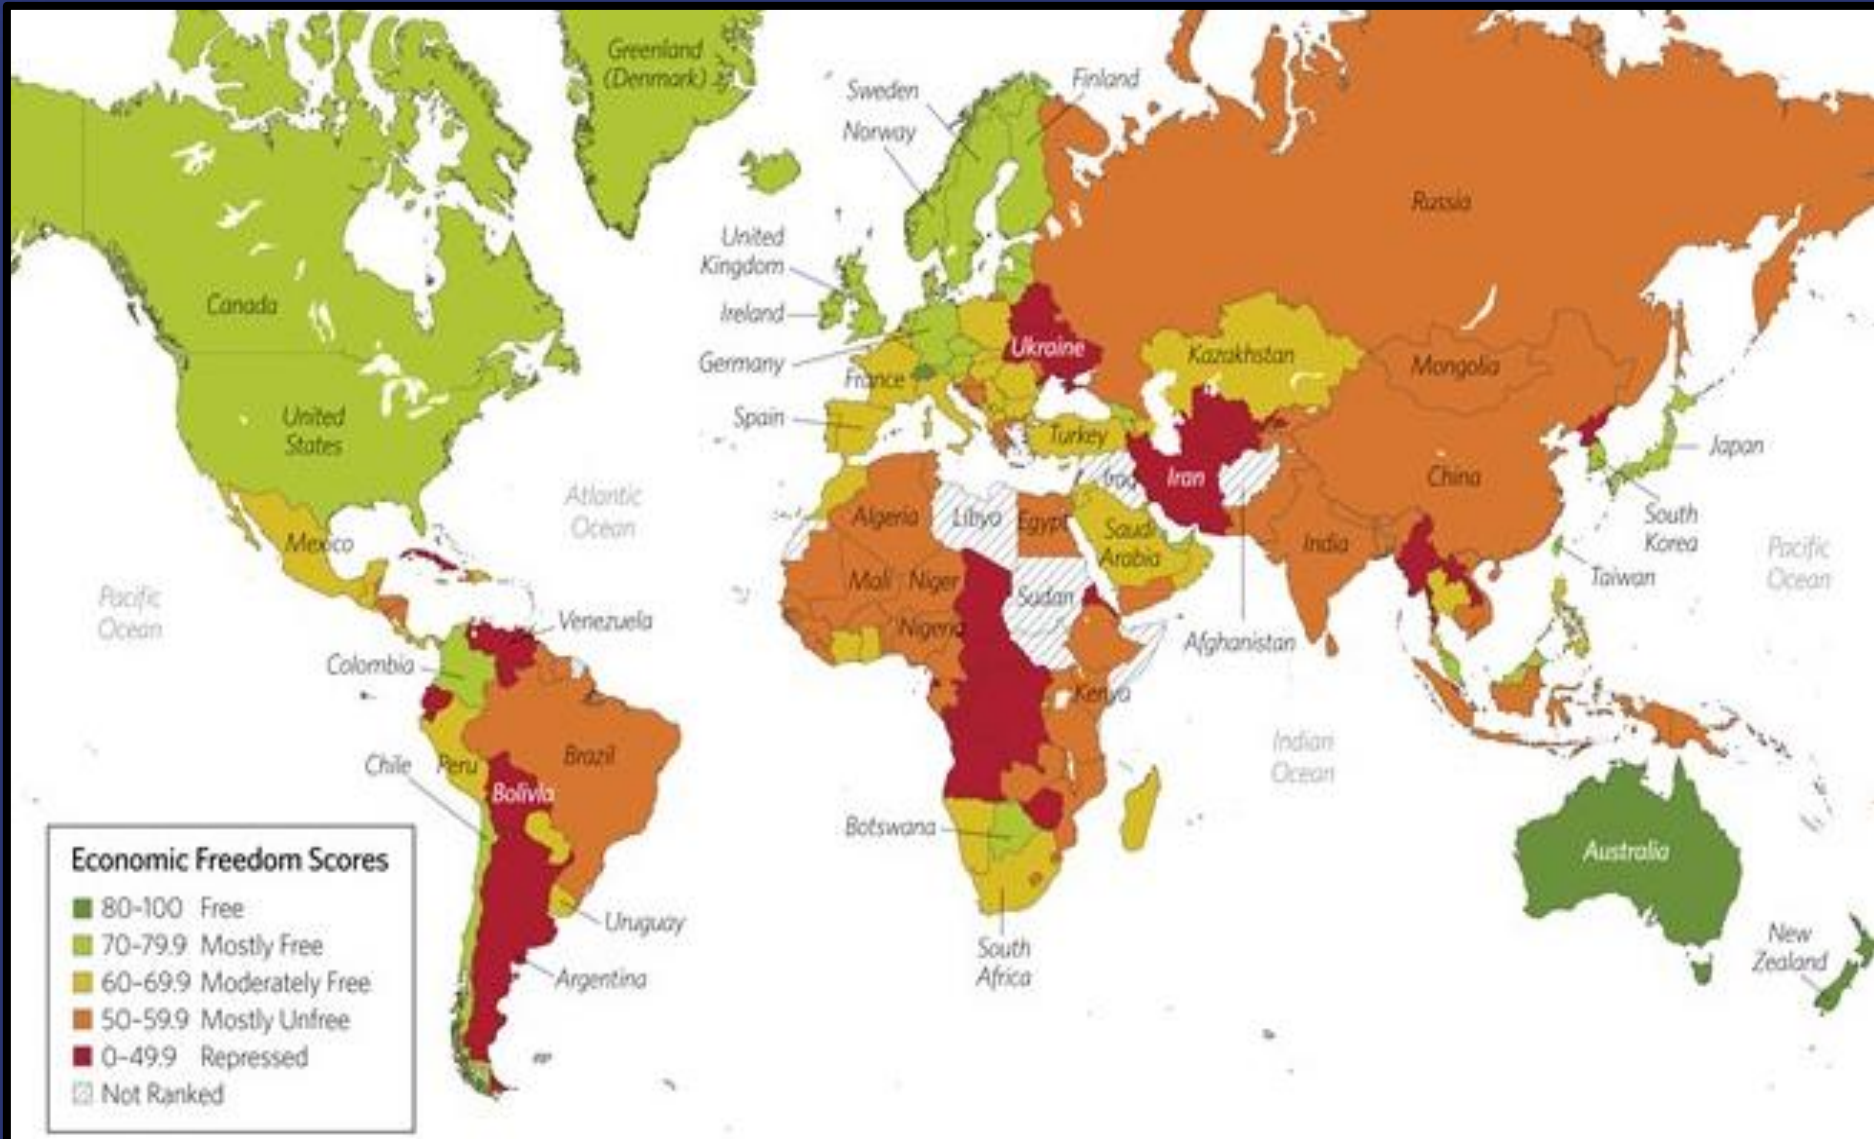 Greenland
(Denmark)
Sweden
Finland
Norway
Russia
United
Kingdom
Canada
Ireland
Ukraine
Germany
Kazakhstan
Mongolia
France
United
States
Spain
Turkey
Japan
Iraq
Iran
China
Atlantic
Ocean
Algeria
Libya
Egypt
Saudi
Arabia
South
Korea
Mexico
India
Pacific
Ocean
Mali
Niger
Sudan
Taiwan
Pacific
Ocean
Venezuela
Nigeria
Afghanistan
Colombia
Kenya
Indian
Ocean
Brazil
Chile
Peru
Bolivia
Botswana
Australia
Economic Freedom Scores
80-100 Free
70-79.9 Mostly Free
60-69.9 Moderately Free
50-59.9 Mostly Unfree
0-49.9 Repressed
Not Ranked
Uruguay
Argentina
South
Africa
New
Zealand